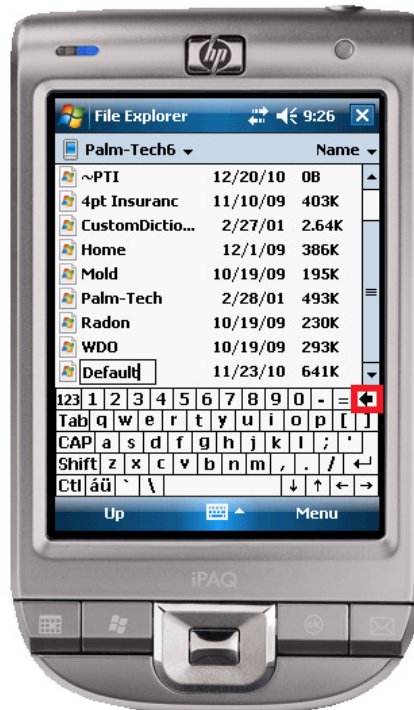 hp
File Explorer 9:26 X
Palm-Tech6 Name
~PTI 12/20/10 0B
4pt Insuranc 11/10/09 403K
CustomDictio... 2/27/01 2.64K
Home 12/1/09 386K
Mold 10/19/09 195K
Palm-Tech 2/28/01 493K
Radon 10/19/09 230K
WDO 10/19/09 293K
Default 11/23/10 641K
123 1 2 3 4 5 6 7 8 9 0 - =
Tab q w e r t y u i o p [ ]
CAP a s d f g h j k l ; '
Shift z x c v b n m , . /
Ctl áü ` \ ↓ ↑ ← →
Up Menu
iPAQ
ok